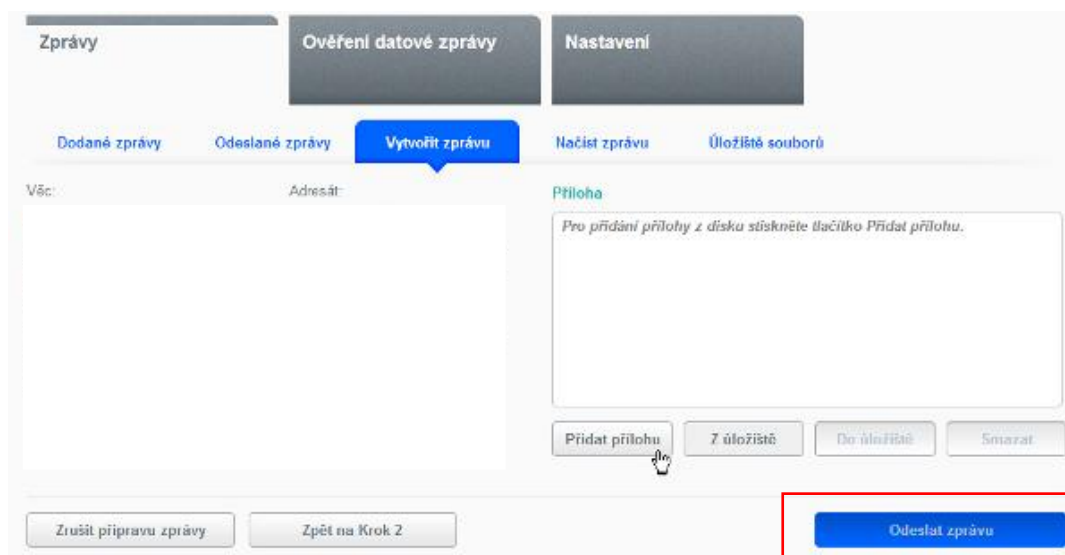 Zprávy
Ověření datové zprávy
Nastavení
Dodané zprávy
Odeslané zprávy
Vytvořit zprávu
Načíst zprávu
Úložiště souborů
Věc:
Adresát:
Příloha
Pro přidání přílohy z disku stiskněte tlačítko Přidat přílohu.
Přidat přílohu
Z úložiště
Do úložiště
Smazat
Zrušit přípravu zprávy
Zpět na Krok 2
Odeslat zprávu